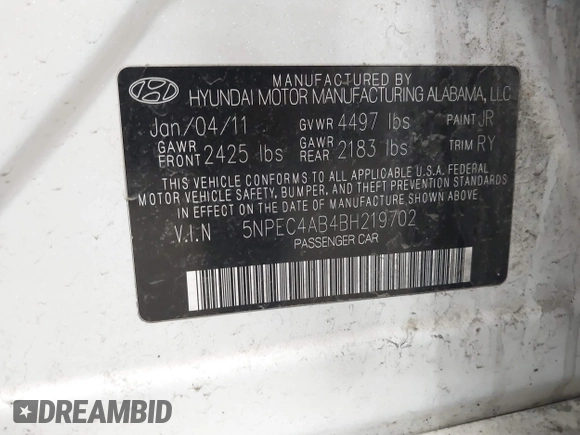 MANUFACTURED BY
HYUNDAI MOTOR MANUFACTURING ALABAMA, LLC
Jan/04/11 GVWR 4497 lbs PAINT JR
GAWR FRONT 2425 lbs GAWR REAR 2183 lbs TRIM RY
THIS VEHICLE CONFORMS TO ALL APPLICABLE U.S.A. FEDERAL
MOTOR VEHICLE SAFETY, BUMPER, AND THEFT PREVENTION STANDARDS
IN EFFECT ON THE DATE OF MANUFACTURE SHOWN ABOVE.
V.I.N 5NPEC4AB4BH219702
PASSENGER CAR
DREAMBID